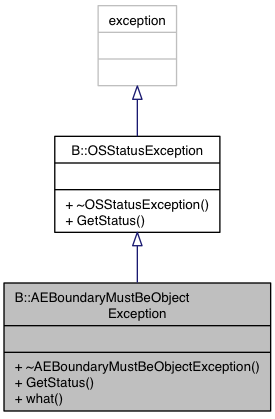 exception
B::OSStatusException
+ ~OSStatusException()
+ GetStatus()
B::AEBoundaryMustBeObject
Exception
+ ~AEBoundaryMustBeObjectException()
+ GetStatus()
+ what()